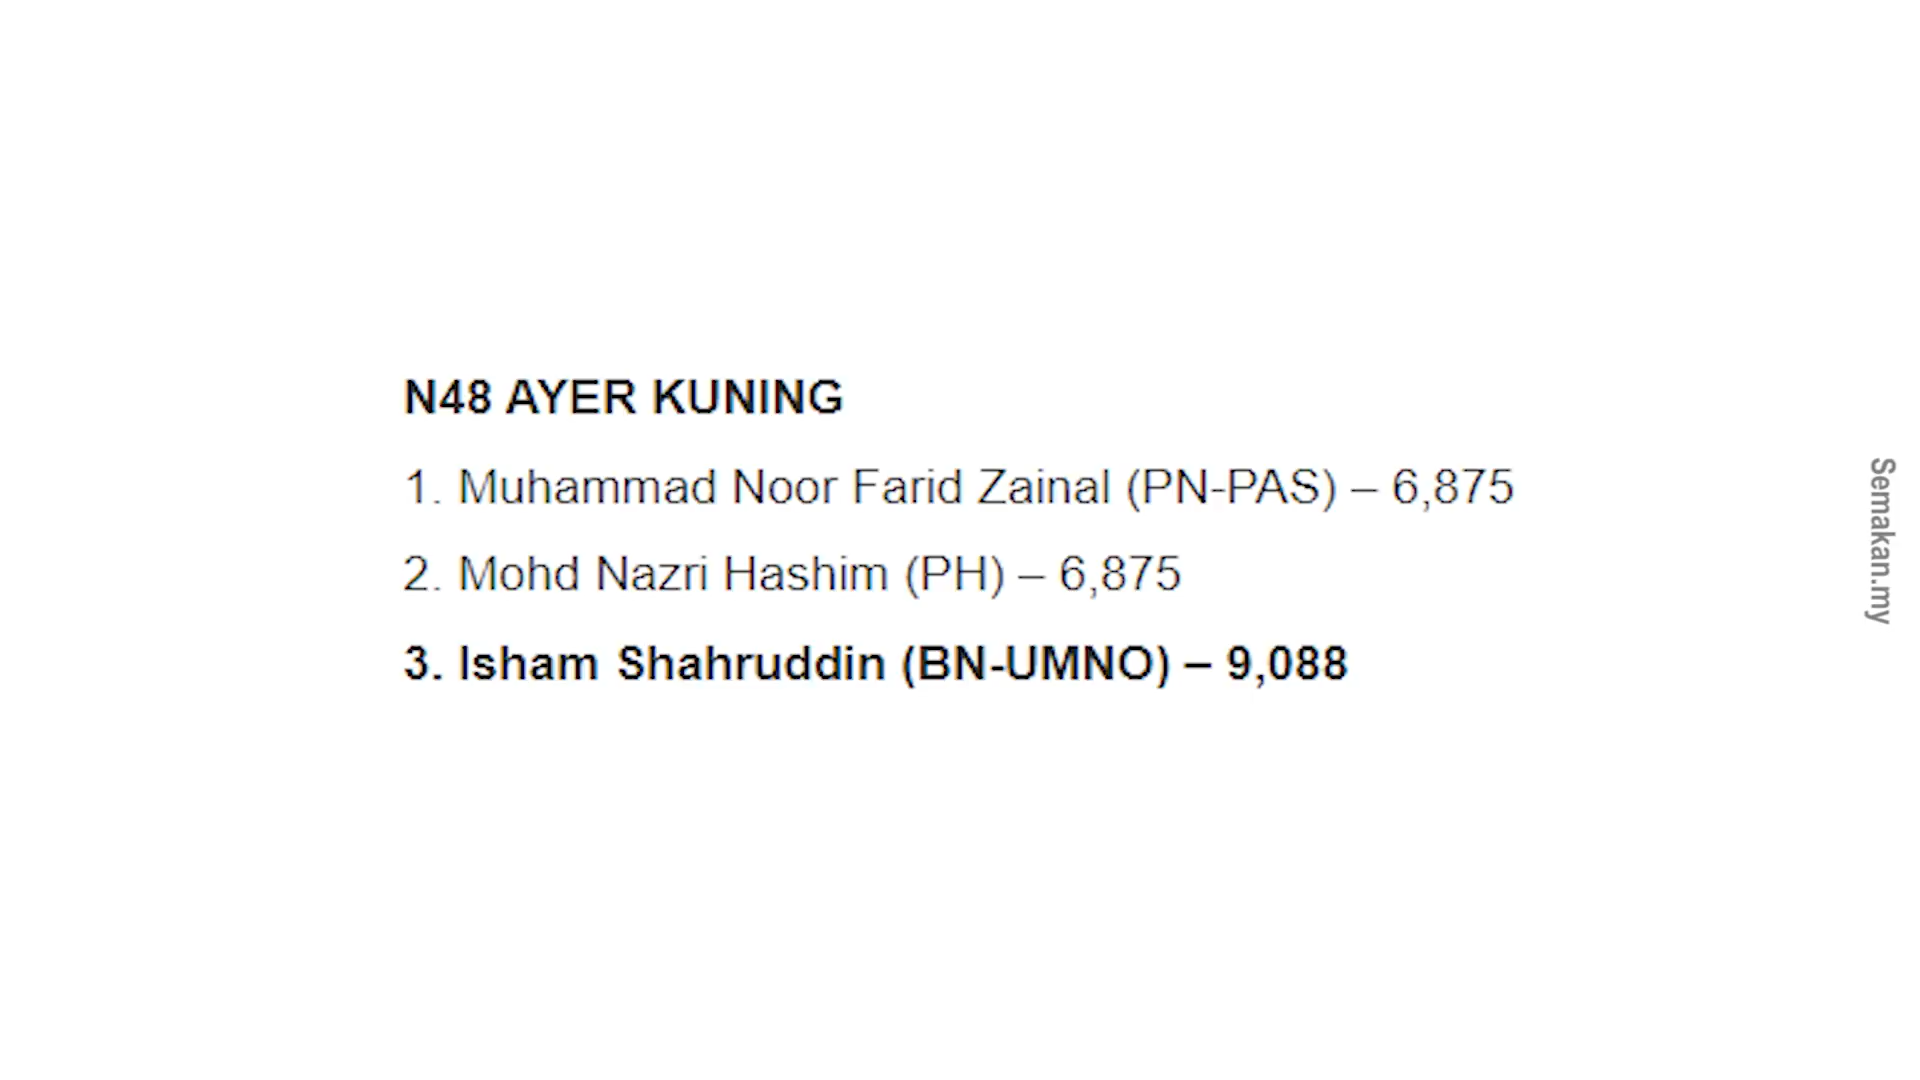 N48 AYER KUNING
1. Muhammad Noor Farid Zainal (PN-PAS) – 6,875
2. Mohd Nazri Hashim (PH) – 6,875
3. Isham Shahruddin (BN-UMNO) – 9,088
Semakan.my